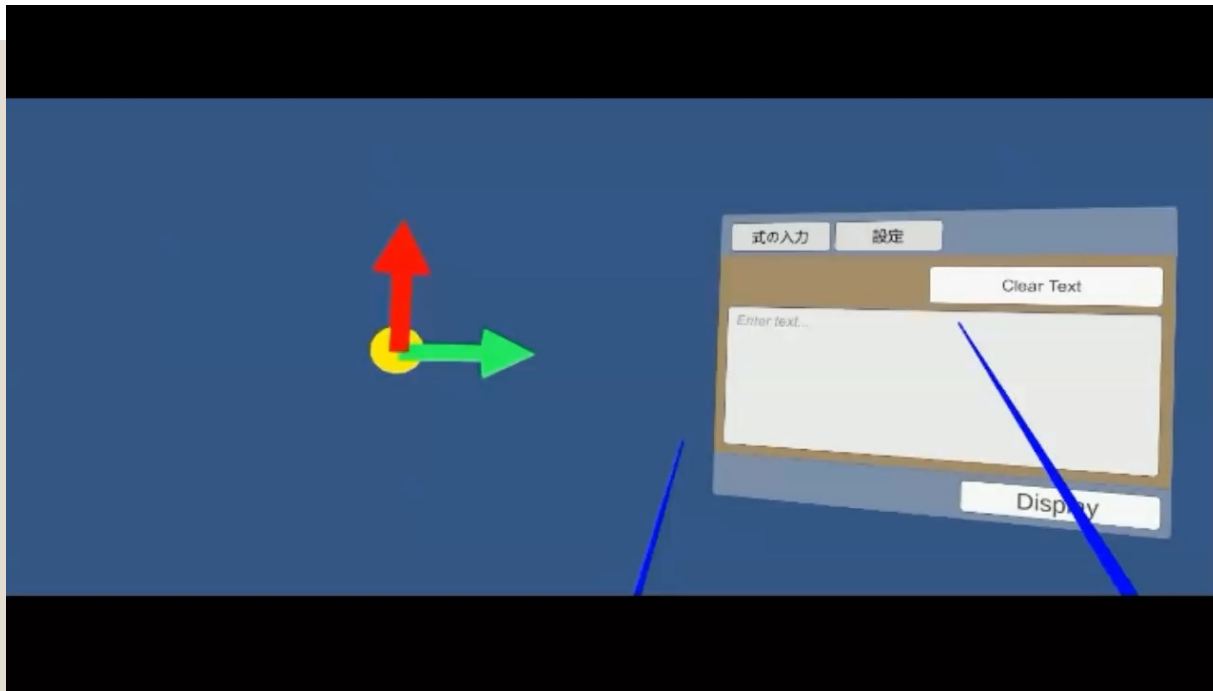 式の入力
設定
Clear Text
Enter text...
Display